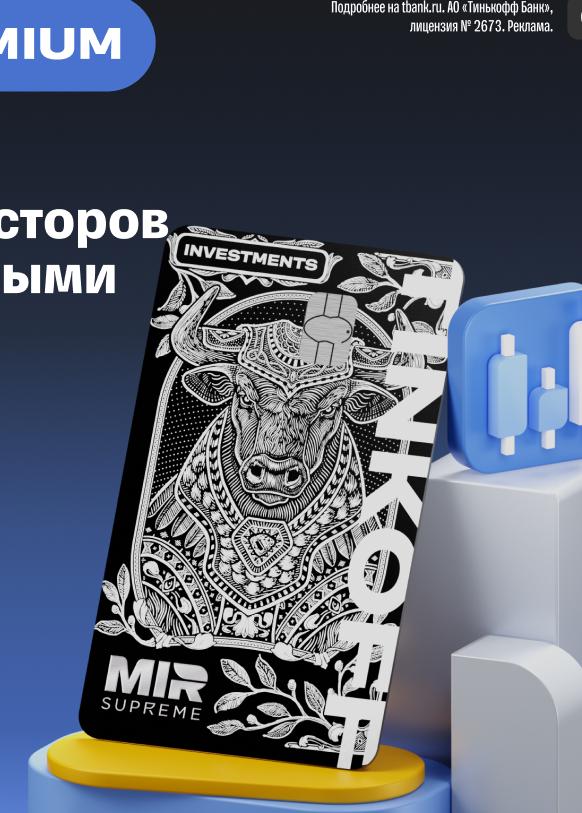 MIUM
Подробнее на tbank.ru. АО «Тинькофф Банк»,
лицензия № 2673. Реклама.
сторов
ыми
INVESTMENTS
TINKOFF
MIR
SUPREME